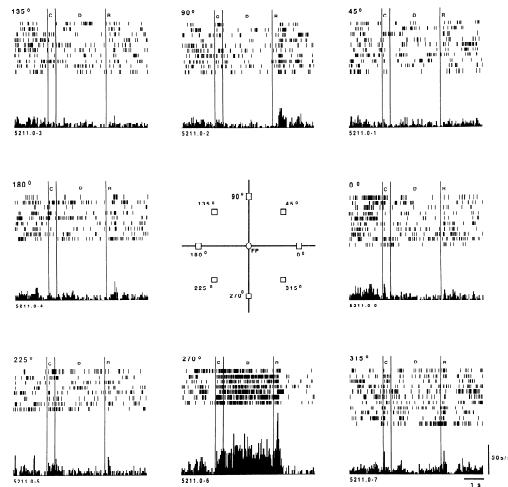 135° 90° 45°
C D R C D R C D R
5211.0-3 5211.0-2 5211.0-1
180° 0°
C D R C D R
90°
135° 45°
FP
180° 0°
225° 315°
270°
5211.0-4 5211.0-0
225° 270° 315°
C D R C D R C D R
5211.0-5 5211.0-6 5211.0-7
1 s